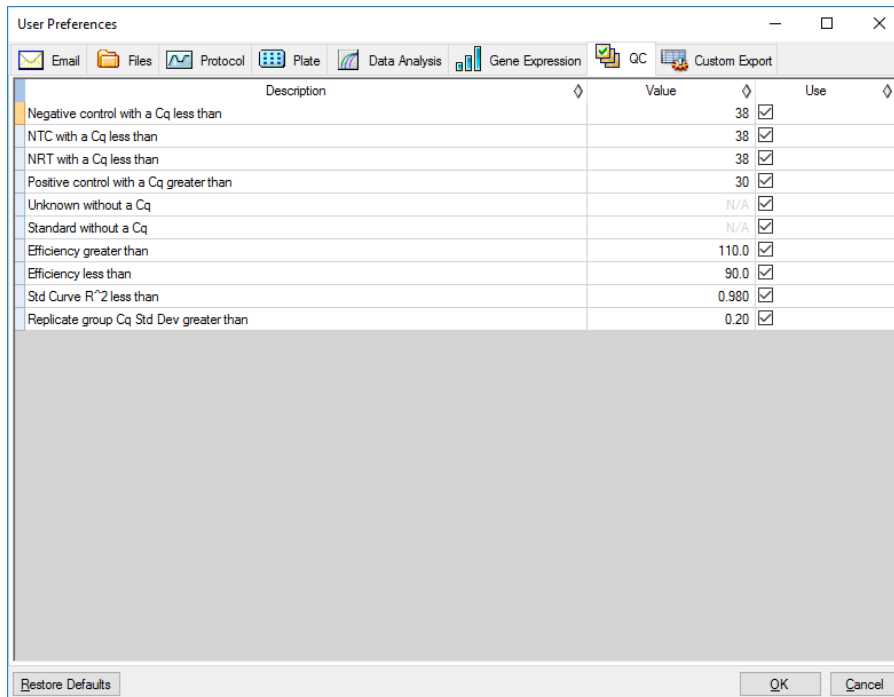 User Preferences
Email Files Protocol Plate Data Analysis Gene Expression QC Custom Export
Description Value Use
Negative control with a Cq less than 38
NTC with a Cq less than 38
NRT with a Cq less than 38
Positive control with a Cq greater than 30
Unknown without a Cq N/A
Standard without a Cq N/A
Efficiency greater than 110.0
Efficiency less than 90.0
Std Curve R^2 less than 0.980
Replicate group Cq Std Dev greater than 0.20
Restore Defaults OK Cancel